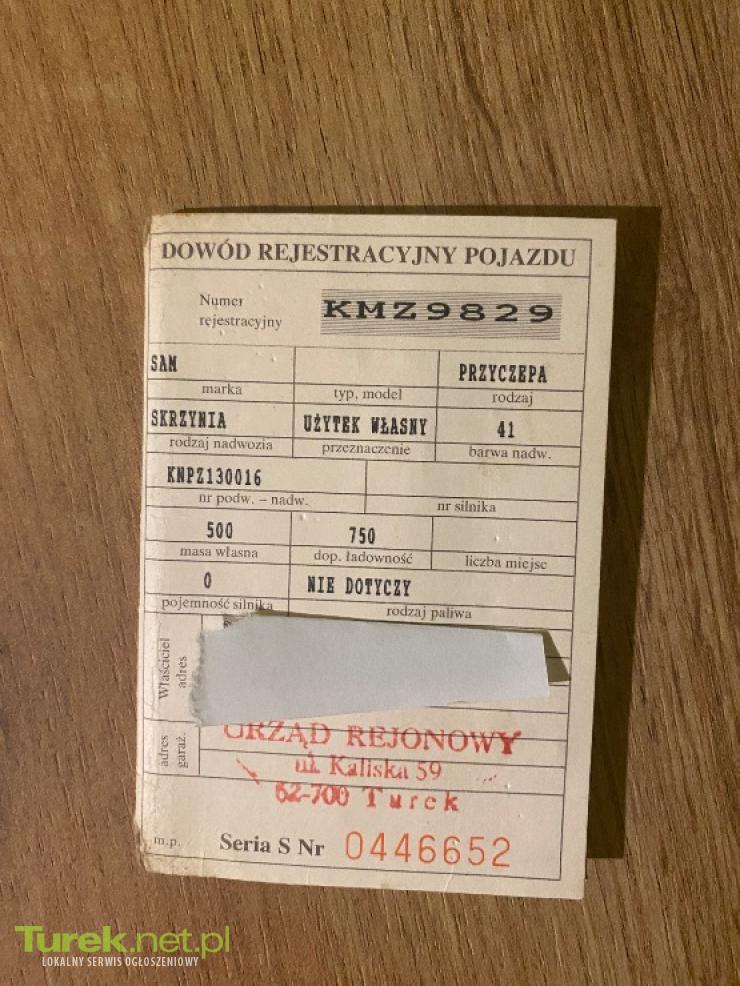 DOWÓD REJESTRACYJNY POJAZDU
Numer
rejestracyjny
KMZ9829
SAM PRZYCZEPA
marka typ, model rodzaj
SKRZYNIA UŻYTEK WŁASNY 41
rodzaj nadwozia przeznaczenie barwa nadw.
KNPZ130016
nr podw. – nadw. nr silnika
500 750
masa własna dop. ładowność liczba miejsc
0 NIE DOTYCZY
pojemność silnika rodzaj paliwa
Właściciel
adres
adres
garaż.
URZĄD REJONOWY
ul. Kaliska 59
62-700 Turek
m.p. Seria S Nr 0446652
Turek.net.pl
LOKALNY SERWIS OGŁOSZENIOWY